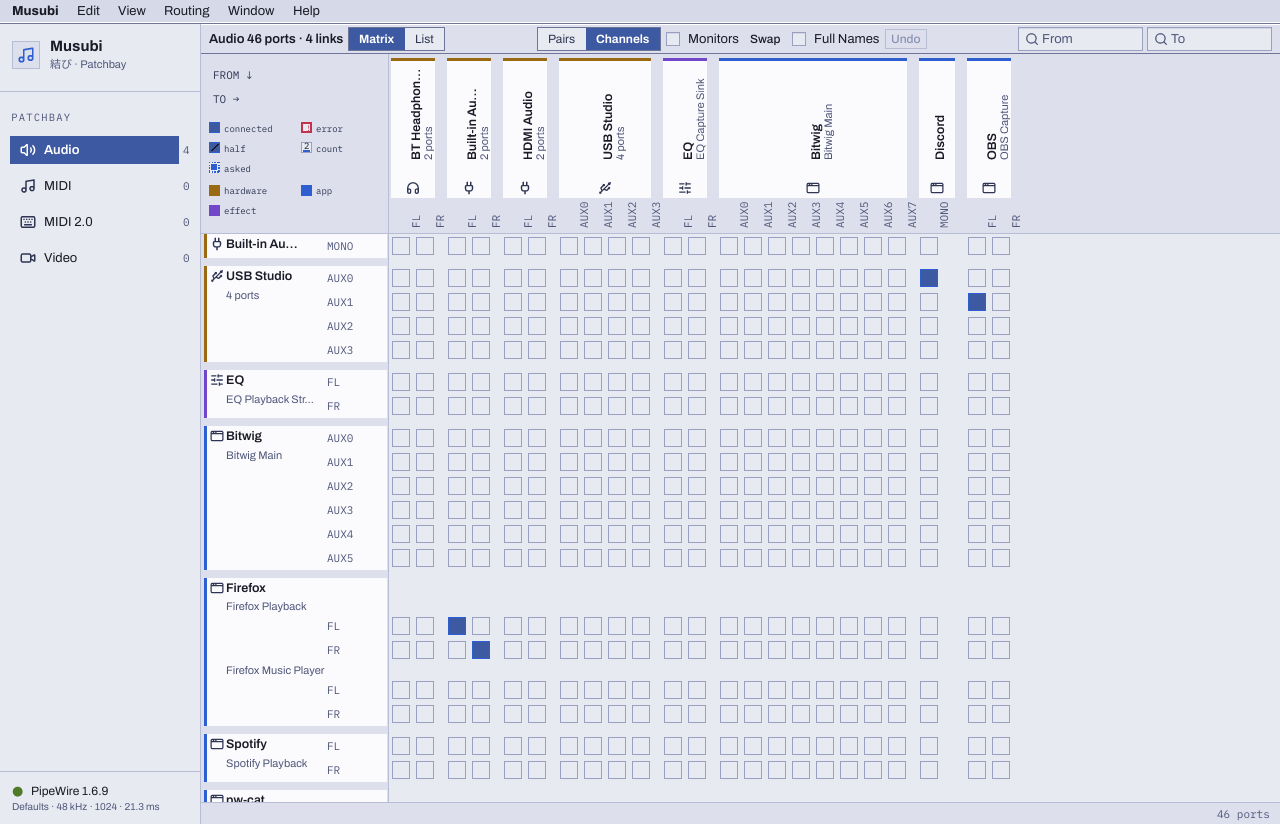 Musubi Edit View Routing Window Help
Musubi
結び · Patchbay
PATCHBAY
Audio 4
MIDI 0
MIDI 2.0 0
Video 0
PipeWire 1.6.9
Defaults · 48 kHz · 1024 · 21.3 ms
Audio 46 ports · 4 links Matrix List Pairs Channels Monitors Swap Full Names Undo From To
FROM ↓
TO →
connected error
half 2 count
asked
hardware app
effect
BT Headphon…
2 ports
Built-in Au…
2 ports
HDMI Audio
2 ports
USB Studio
4 ports
EQ
EQ Capture Sink
Bitwig
Bitwig Main
Discord
OBS
OBS Capture
FL FR FL FR FL FR AUX0 AUX1 AUX2 AUX3 FL FR AUX0 AUX1 AUX2 AUX3 AUX4 AUX5 AUX6 AUX7 MONO FL FR
Built-in Au… MONO
USB Studio AUX0
4 ports AUX1
AUX2
AUX3
EQ FL
EQ Playback Str… FR
Bitwig AUX0
Bitwig Main AUX1
AUX2
AUX3
AUX4
AUX5
Firefox
Firefox Playback
FL
FR
Firefox Music Player
FL
FR
Spotify FL
Spotify Playback FR
pw-cat
46 ports